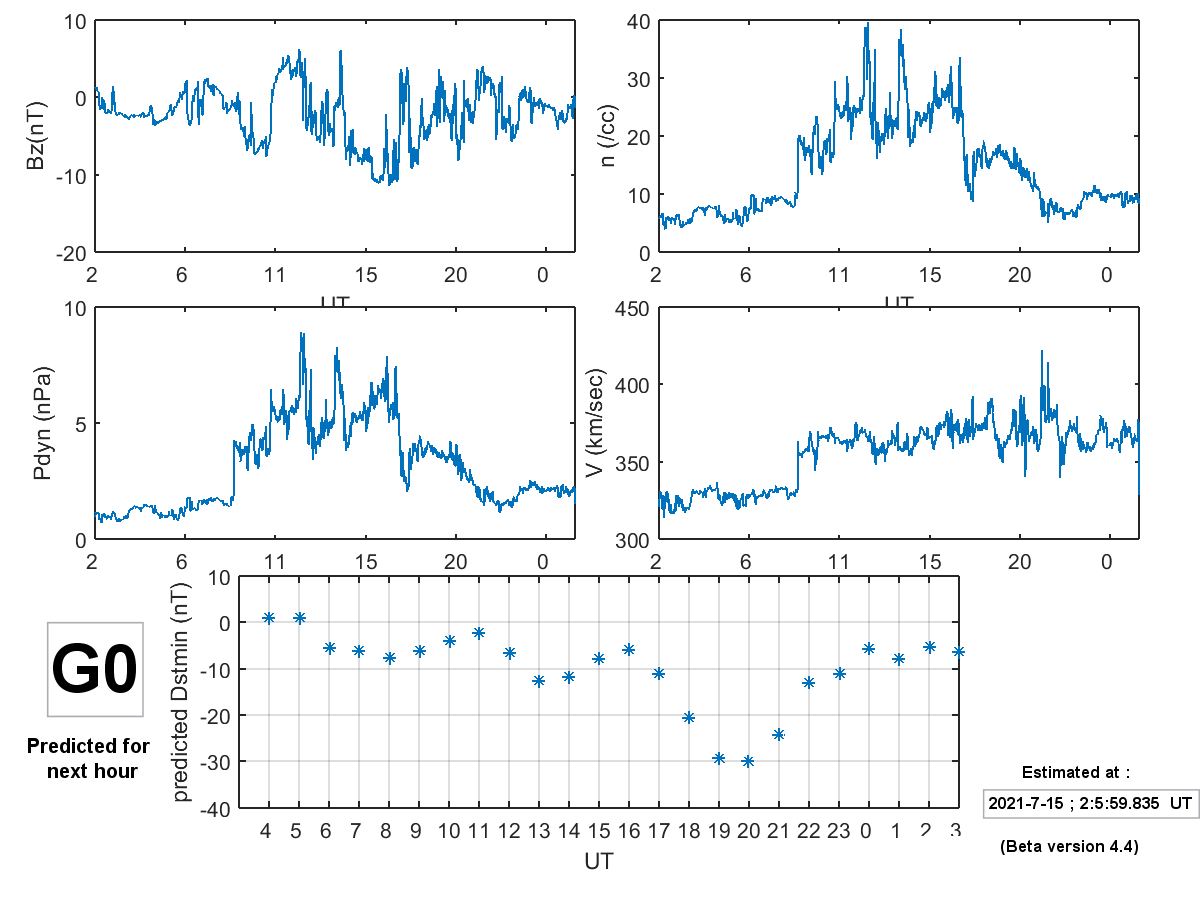 10
0
-10
-20
Bz(nT)
2 6 11 15 20 0
UT
40
30
20
10
0
n (/cc)
2 6 11 15 20 0
UT
10
5
0
Pdyn (nPa)
2 6 11 15 20 0
450
400
350
300
V (km/sec)
2 6 11 15 20 0
10
0
-10
-20
-30
-40
predicted Dstmin (nT)
4 5 6 7 8 9 10 11 12 13 14 15 16 17 18 19 20 21 22 23 0 1 2 3
UT
G0
Predicted for
next hour
Estimated at :
2021-7-15 ; 2:5:59.835 UT
(Beta version 4.4)